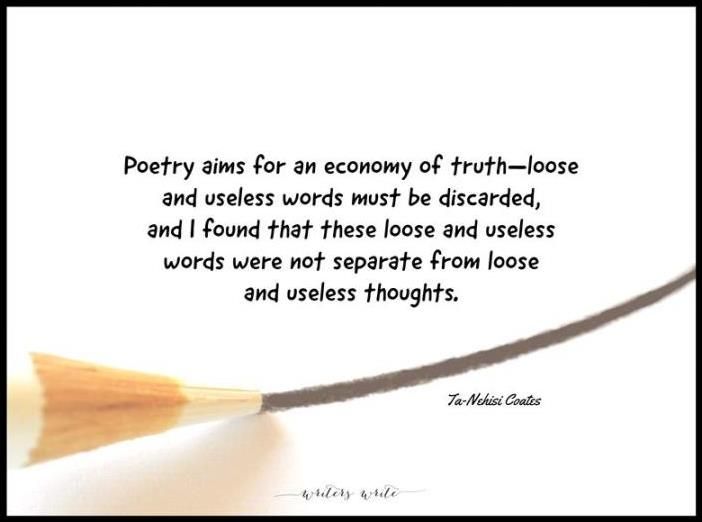 Poetry aims for an economy of truth—loose
and useless words must be discarded,
and I found that these loose and useless
words were not separate from loose
and useless thoughts.
Ta-Nehisi Coates
writers write